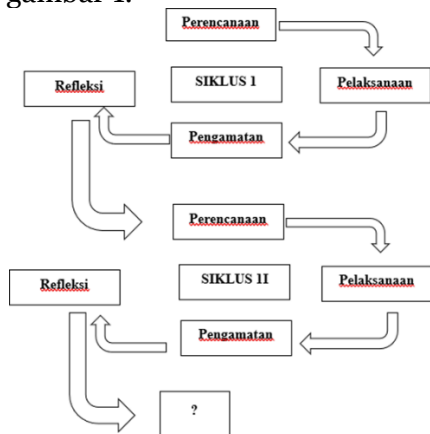 gambar 1.
Perencanaan
Refleksi
SIKLUS 1
Pelaksanaan
Pengamatan
Perencanaan
Refleksi
SIKLUS 1I
Pelaksanaan
Pengamatan
?